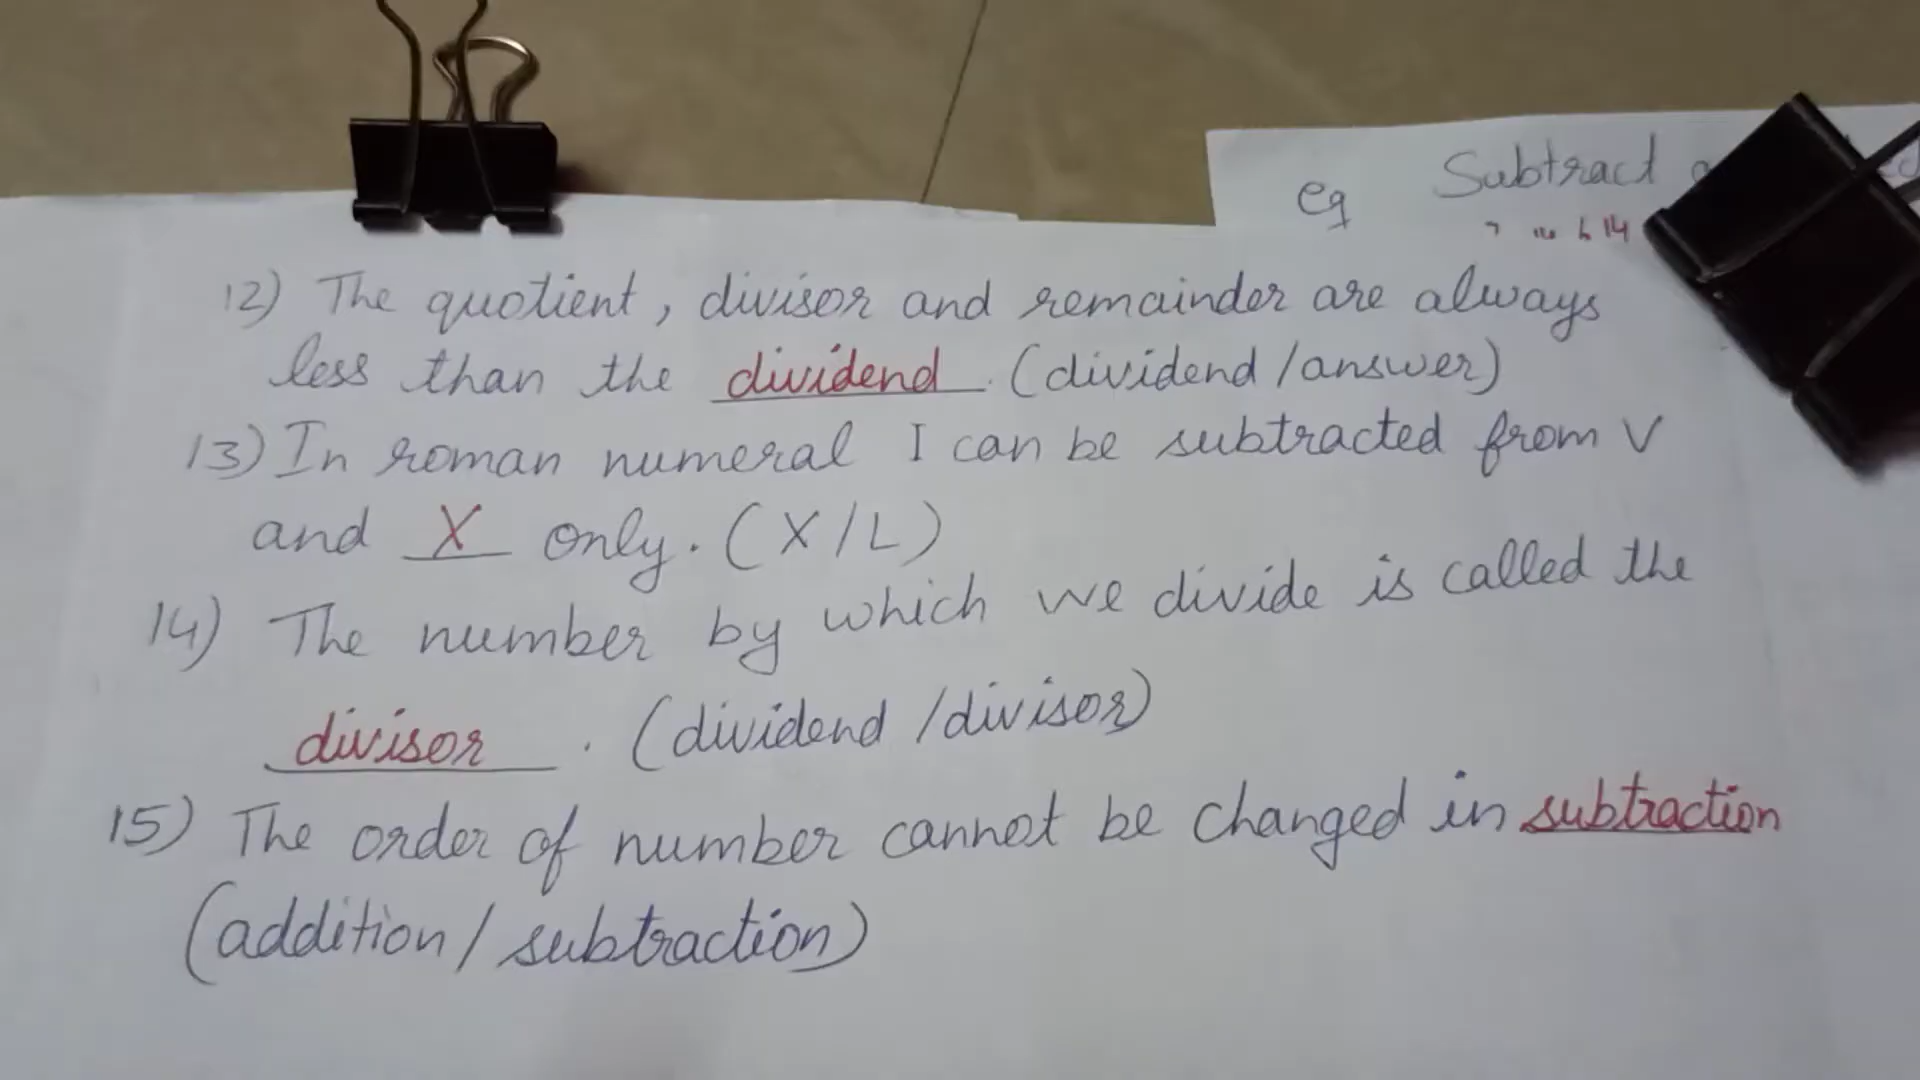 eg Subtract
14
12) The quotient, divisor and remainder are always
less than the dividend. (dividend/answer)
13) In roman numeral I can be subtracted from V
and X only. (X/L)
14) The number by which we divide is called the
divisor. (dividend/divisor)
15) The order of number cannot be changed in subtraction
(addition/subtraction)